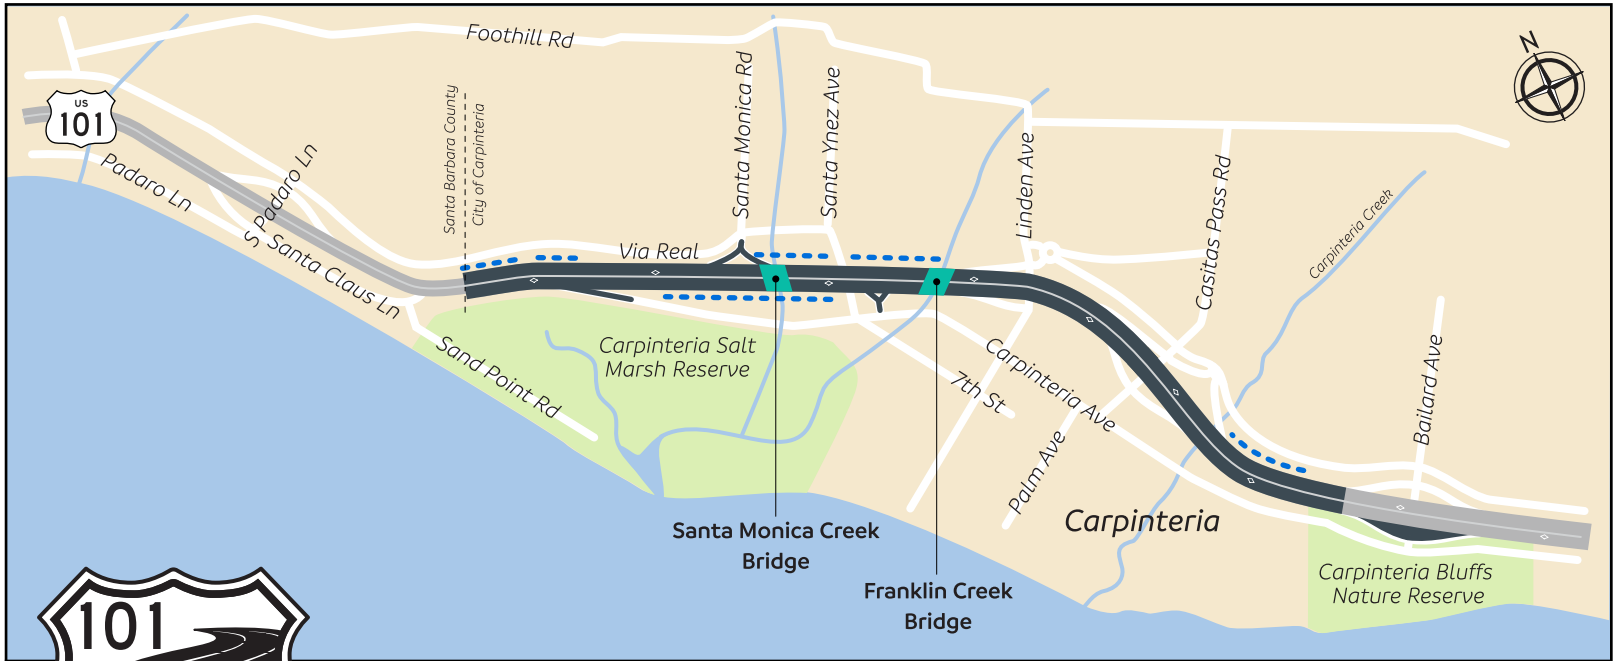 Foothill Rd
N
US
101
Santa Barbara County
City of Carpinteria
Santa Monica Rd
Santa Ynez Ave
Linden Ave
Casitas Pass Rd
Carpinteria Creek
Padaro Ln
S Padaro Ln
Santa Claus Ln
Via Real
Sand Point Rd
Carpinteria Salt
Marsh Reserve
7th St
Carpinteria Ave
Palm Ave
Bailard Ave
Carpinteria
Santa Monica Creek
Bridge
Franklin Creek
Bridge
Carpinteria Bluffs
Nature Reserve
101